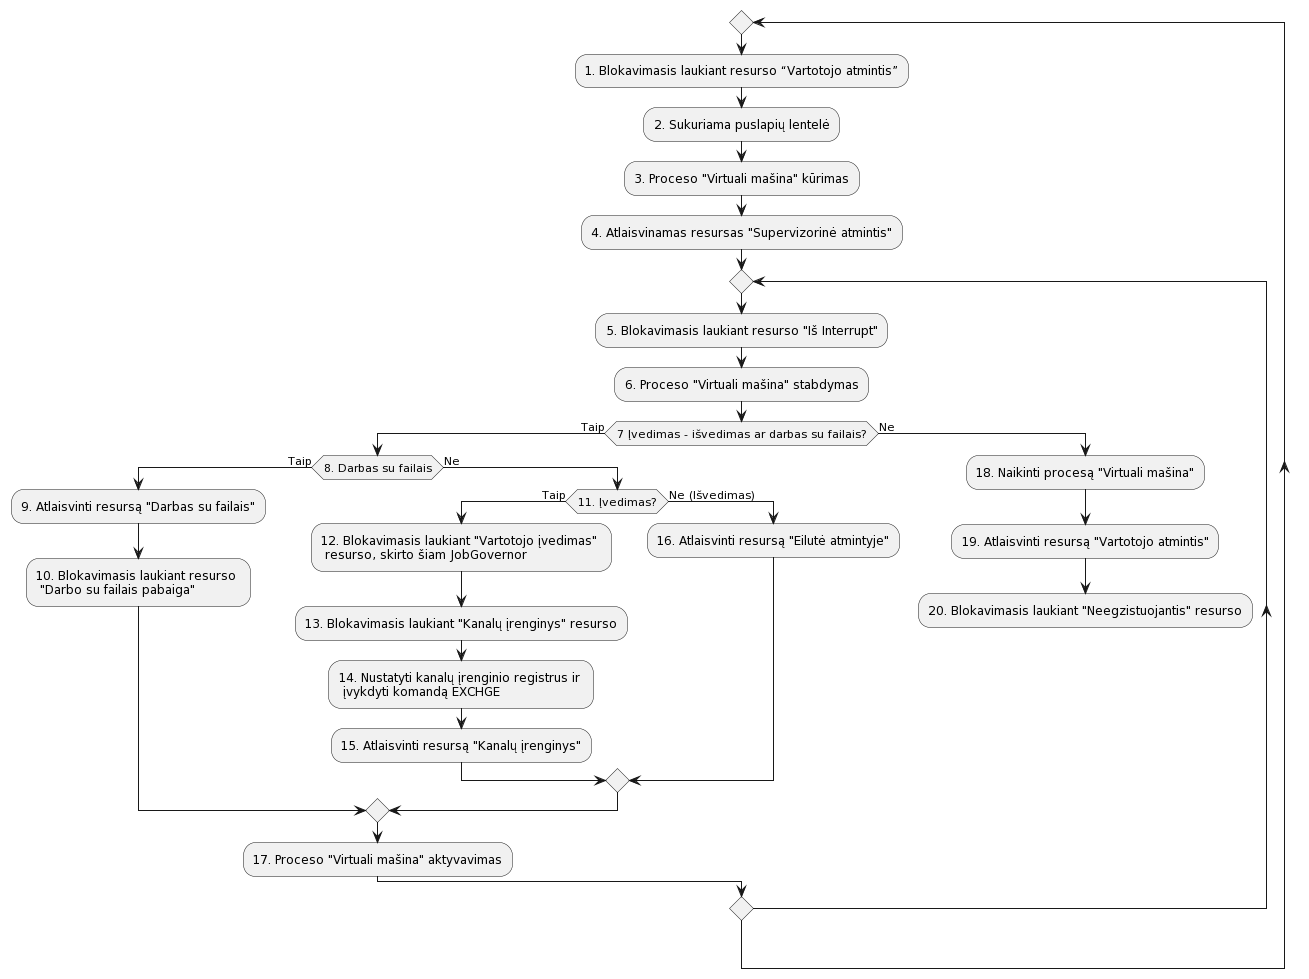 1. Blokavimasis laukiant resurso “Vartotojo atmintis”
2. Sukuriama puslapių lentelė
3. Proceso "Virtuali mašina" kūrimas
4. Atlaisvinamas resursas "Supervizorinė atmintis"
5. Blokavimasis laukiant resurso "Iš Interrupt"
6. Proceso "Virtuali mašina" stabdymas
Taip
7 Įvedimas - išvedimas ar darbas su failais?
Ne
Taip
8. Darbas su failais
Ne
9. Atlaisvinti resursą "Darbas su failais"
10. Blokavimasis laukiant resurso
"Darbo su failais pabaiga"
Taip
11. Įvedimas?
Ne (Išvedimas)
12. Blokavimasis laukiant "Vartotojo įvedimas"
resurso, skirto šiam JobGovernor
13. Blokavimasis laukiant "Kanalų įrenginys" resurso
14. Nustatyti kanalų įrenginio registrus ir
įvykdyti komandą EXCHGE
15. Atlaisvinti resursą "Kanalų įrenginys"
16. Atlaisvinti resursą "Eilutė atmintyje"
17. Proceso "Virtuali mašina" aktyvavimas
18. Naikinti procesą "Virtuali mašina"
19. Atlaisvinti resursą "Vartotojo atmintis"
20. Blokavimasis laukiant "Neegzistuojantis" resurso